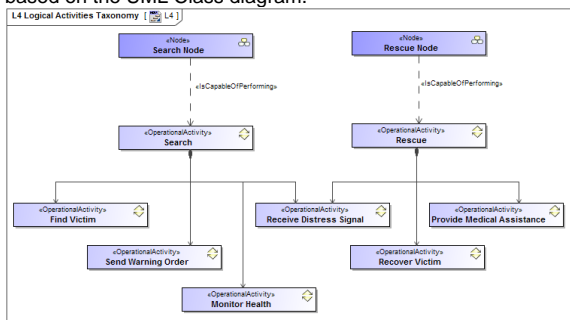 based on the UML Class diagram.
L4 Logical Activities Taxonomy [ L4 ]
«Node»
Search Node
«Node»
Rescue Node
«IsCapableOfPerforming»
«IsCapableOfPerforming»
«OperationalActivity»
Search
«OperationalActivity»
Rescue
«OperationalActivity»
Find Victim
«OperationalActivity»
Receive Distress Signal
«OperationalActivity»
Provide Medical Assistance
«OperationalActivity»
Send Warning Order
«OperationalActivity»
Recover Victim
«OperationalActivity»
Monitor Health